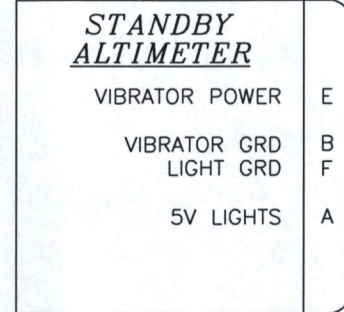 STANDBY
ALTIMETER
VIBRATOR POWER E
VIBRATOR GRD B
LIGHT GRD F
5V LIGHTS A